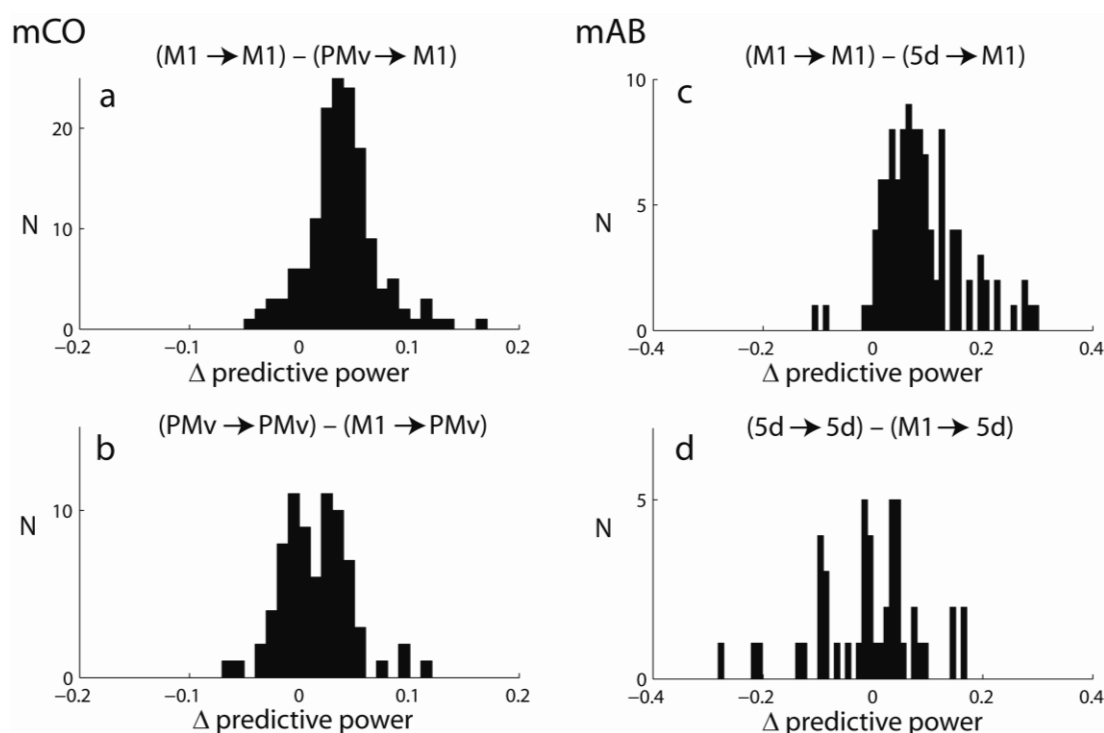 mCO
(M1 → M1) – (PMv → M1)
a
20
10
0
N
−0.2 −0.1 0 0.1 0.2
Δ predictive power
(PMv → PMv) – (M1 → PMv)
b
10
0
N
−0.2 −0.1 0 0.1 0.2
Δ predictive power
mAB
(M1 → M1) – (5d → M1)
c
10
5
0
N
−0.4 −0.2 0 0.2 0.4
Δ predictive power
(5d → 5d) – (M1 → 5d)
d
5
0
N
−0.4 −0.2 0 0.2 0.4
Δ predictive power